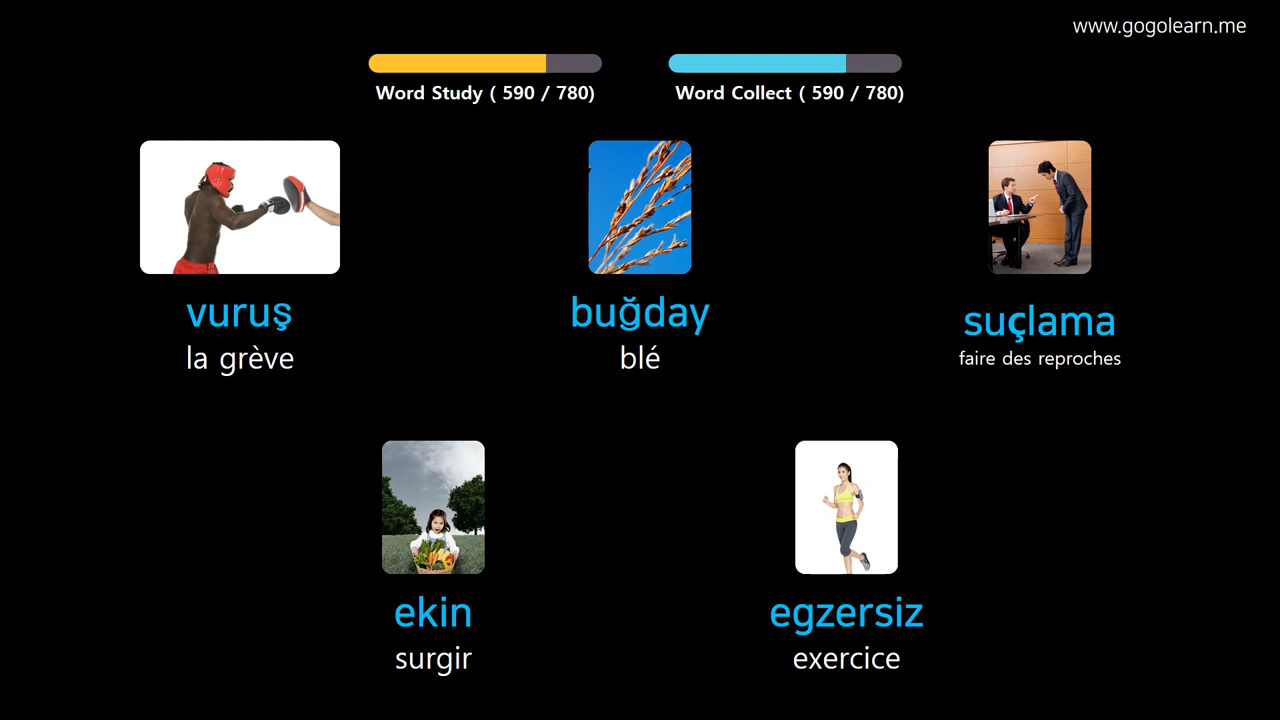 www.gogolearn.me
Word Study ( 590 / 780)
Word Collect ( 590 / 780)
vuruş
la grève
buğday
blé
suçlama
faire des reproches
ekin
surgir
egzersiz
exercice